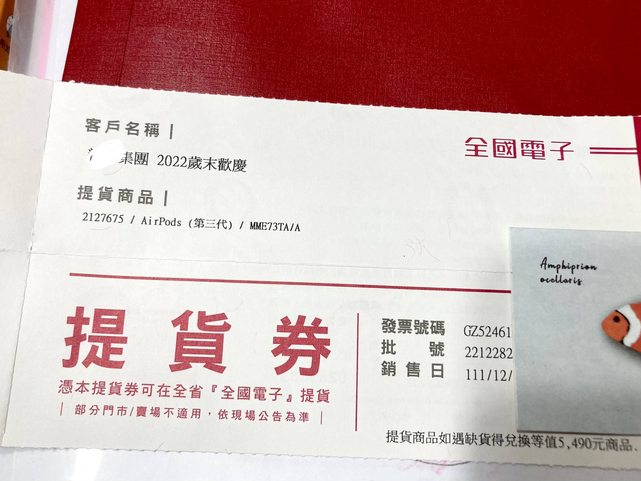 客戶名稱｜
集團 2022歲末歡慶
全國電子
提貨商品｜
2127675 / AirPods (第三代) / MME73TA/A
Amphiprion
ocellaris
提貨券
憑本提貨券可在全省『全國電子』提貨
｜部分門市/賣場不適用，依現場公告為準｜
發票號碼 GZ52461
批號 2212282
銷售日 111/12/
提貨商品如遇缺貨得兌換等值5,490元商品.